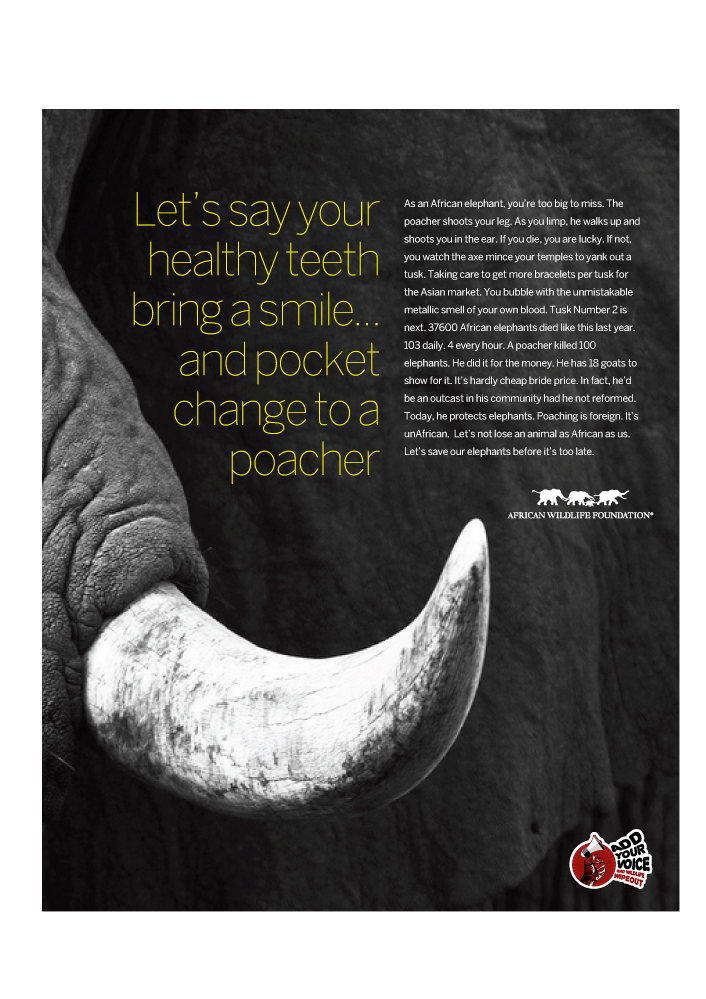 Let's say your
healthy teeth
bring a smile...
and pocket
change to a
poacher
As an African elephant, you're too big to miss. The
poacher shoots your leg. As you limp, he walks up and
shoots you in the ear. If you die, you are lucky. If not,
you watch the axe mince your temples to yank out a
tusk. Taking care to get more bracelets per tusk for
the Asian market. You bubble with the unmistakable
metallic smell of your own blood. Tusk Number 2 is
next. 37600 African elephants died like this last year.
103 daily. 4 every hour. A poacher killed 100
elephants. He did it for the money. He has 18 goats to
show for it. It's hardly cheap bride price. In fact, he'd
be an outcast in his community had he not reformed.
Today, he protects elephants. Poaching is foreign. It's
unAfrican.  Let's not lose an animal as African as us.
Let's save our elephants before it's too late.
AFRICAN WILDLIFE FOUNDATION®
ADD
YOUR
VOICE
END WILDLIFE
WIPEOUT